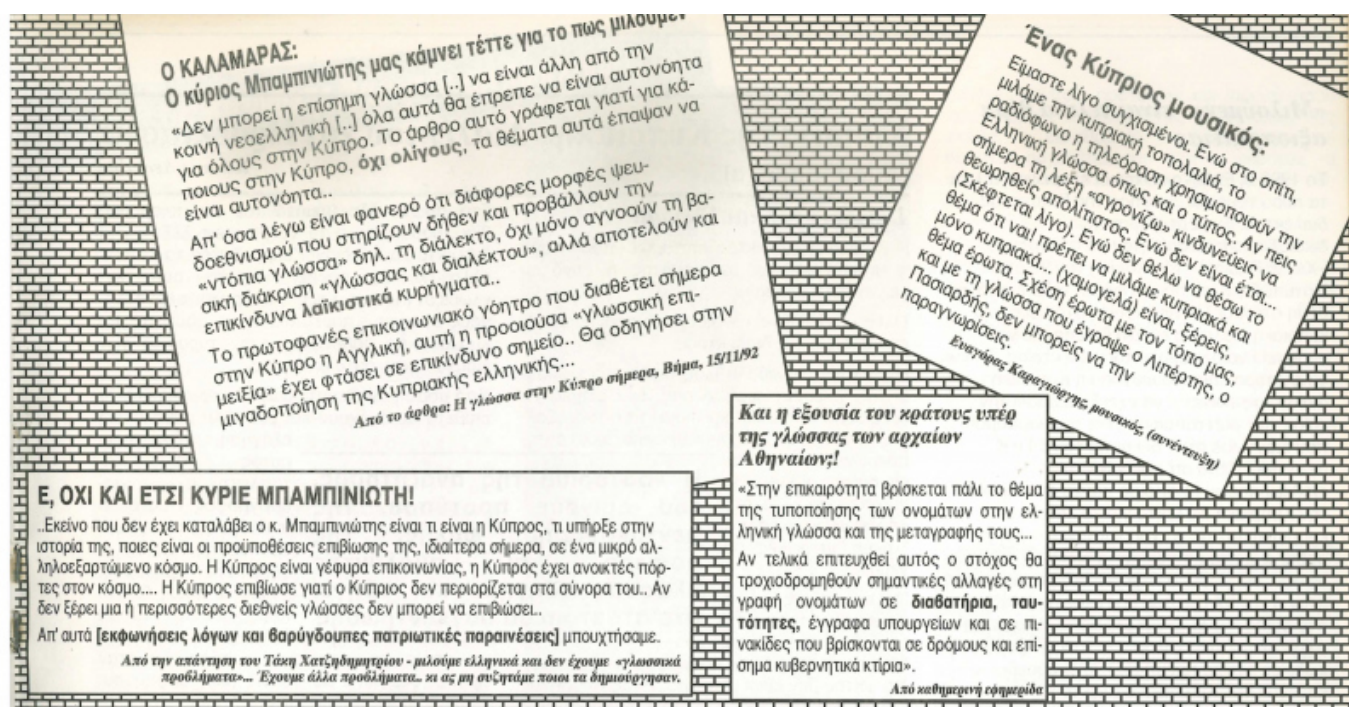 Ο ΚΑΛΑΜΑΡΑΣ:
Ο κύριος Μπαμπινιώτης μας κάμνει τέττε για το πως μιλούμεν
«Δεν μπορεί η επίσημη γλώσσα [..] να είναι άλλη από την
κοινή νεοελληνική [..] όλα αυτά θα έπρεπε να είναι αυτονόητα
για όλους στην Κύπρο. Το άρθρο αυτό γράφεται γιατί για κά-
ποιους στην Κύπρο, όχι ολίγους, τα θέματα αυτά έπαψαν να
είναι αυτονόητα..
Απ' όσα λέγω είναι φανερό ότι διάφορες μορφές ψευ-
δοεθνισμού που στηρίζουν δήθεν και προβάλλουν την
«ντόπια γλώσσα» δηλ. τη διάλεκτο, όχι μόνο αγνοούν τη βα-
σική διάκριση «γλώσσας και διαλέκτου», αλλά αποτελούν και
επικίνδυνα λαϊκιστικά κυρήγματα..
Το πρωτοφανές επικοινωνιακό γόητρο που διαθέτει σήμερα
στην Κύπρο η Αγγλική, αυτή η προοιούσα «γλωσσική επι-
μειξία» έχει φτάσει σε επικίνδυνο σημείο.. Θα οδηγήσει στην
μιγαδοποίηση της Κυπριακής ελληνικής...
Από το άρθρο: Η γλώσσα στην Κύπρο σήμερα, Βήμα, 15/11/92
Ένας Κύπριος μουσικός:
Είμαστε λίγο συγχισμένοι. Ενώ στο σπίτι
μιλάμε την κυπριακή τοπολαλιά, το
ραδιόφωνο η τηλεόραση χρησιμοποιούν την
Ελληνική γλώσσα όπως και ο τύπος. Αν πεις
σήμερα τη λέξη «αγρονίζω» κινδυνεύεις να
θεωρηθείς απολίτιστος. Ενώ δεν είναι έτσι...
(Σκέφτεται λίγο). Εγώ δεν θέλω να θέσω το
θέμα ότι ναι! πρέπει να μιλάμε κυπριακά και
μόνο κυπριακά... (χαμογελά) είναι, ξέρεις,
θέμα έρωτα. Σχέση έρωτα με τον τόπο μας,
και με τη γλώσσα που έγραψε ο Λιπέρτης, ο
Πασιαρδής, δεν μπορείς να την
παραγνωρίσεις.
Ευαγόρας Καραγιώργης, μουσικός, (συνέντευξη)
Ε, ΟΧΙ ΚΑΙ ΕΤΣΙ ΚΥΡΙΕ ΜΠΑΜΠΙΝΙΩΤΗ!
..Εκείνο που δεν έχει καταλάβει ο κ. Μπαμπινιώτης είναι τι είναι η Κύπρος, τι υπήρξε στην
ιστορία της, ποιες είναι οι προϋποθέσεις επιβίωσης της, ιδιαίτερα σήμερα, σε ένα μικρό αλ-
ληλοεξαρτώμενο κόσμο. Η Κύπρος είναι γέφυρα επικοινωνίας, η Κύπρος έχει ανοικτές πόρ-
τες στον κόσμο.... Η Κύπρος επιβίωσε γιατί ο Κύπριος δεν περιορίζεται στα σύνορα του.. Αν
δεν ξέρει μια ή περισσότερες διεθνείς γλώσσες δεν μπορεί να επιβιώσει..
Απ' αυτά [εκφωνήσεις λόγων και βαρύγδουπες πατριωτικές παραινέσεις] μπουχτήσαμε.
Από την απάντηση του Τάκη Χατζηδημητρίου - μιλούμε ελληνικά και δεν έχουμε «γλωσσικά
προβλήματα»... Έχουμε άλλα προβλήματα.. κι ας μη συζητάμε ποιοι τα δημιούργησαν.
Και η εξουσία του κράτους υπέρ
της γλώσσας των αρχαίων
Αθηναίων;!
«Στην επικαιρότητα βρίσκεται πάλι το θέμα
της τυποποίησης των ονομάτων στην ελ-
ληνική γλώσσα και της μεταγραφής τους...
Αν τελικά επιτευχθεί αυτός ο στόχος θα
τροχιοδρομηθούν σημαντικές αλλαγές στη
γραφή ονομάτων σε διαβατήρια, ταυ-
τότητες, έγγραφα υπουργείων και σε πι-
νακίδες που βρίσκονται σε δρόμους και επί-
σημα κυβερνητικά κτίρια».
Από καθημερινή εφημερίδα